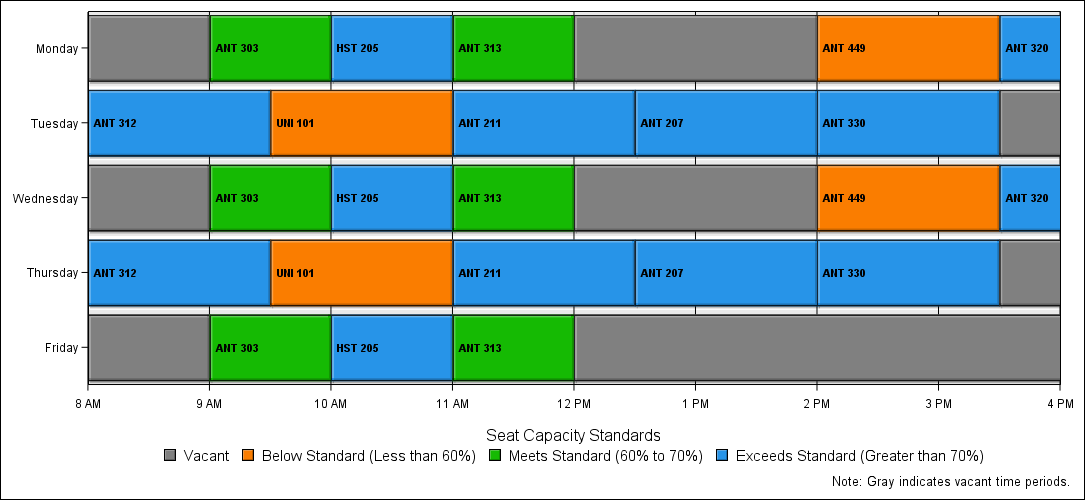 Monday ANT 303 HST 205 ANT 313 ANT 449 ANT 320
Tuesday ANT 312 UNI 101 ANT 211 ANT 207 ANT 330
Wednesday ANT 303 HST 205 ANT 313 ANT 449 ANT 320
Thursday ANT 312 UNI 101 ANT 211 ANT 207 ANT 330
Friday ANT 303 HST 205 ANT 313
8 AM 9 AM 10 AM 11 AM 12 PM 1 PM 2 PM 3 PM 4 PM
Seat Capacity Standards
Vacant Below Standard (Less than 60%) Meets Standard (60% to 70%) Exceeds Standard (Greater than 70%)
Note: Gray indicates vacant time periods.